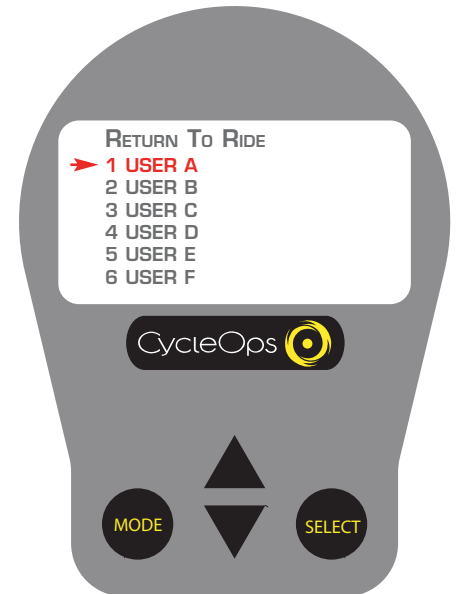 Return To Ride
1 USER A
2 USER B
3 USER C
4 USER D
5 USER E
6 USER F
CycleOps
MODE
SELECT